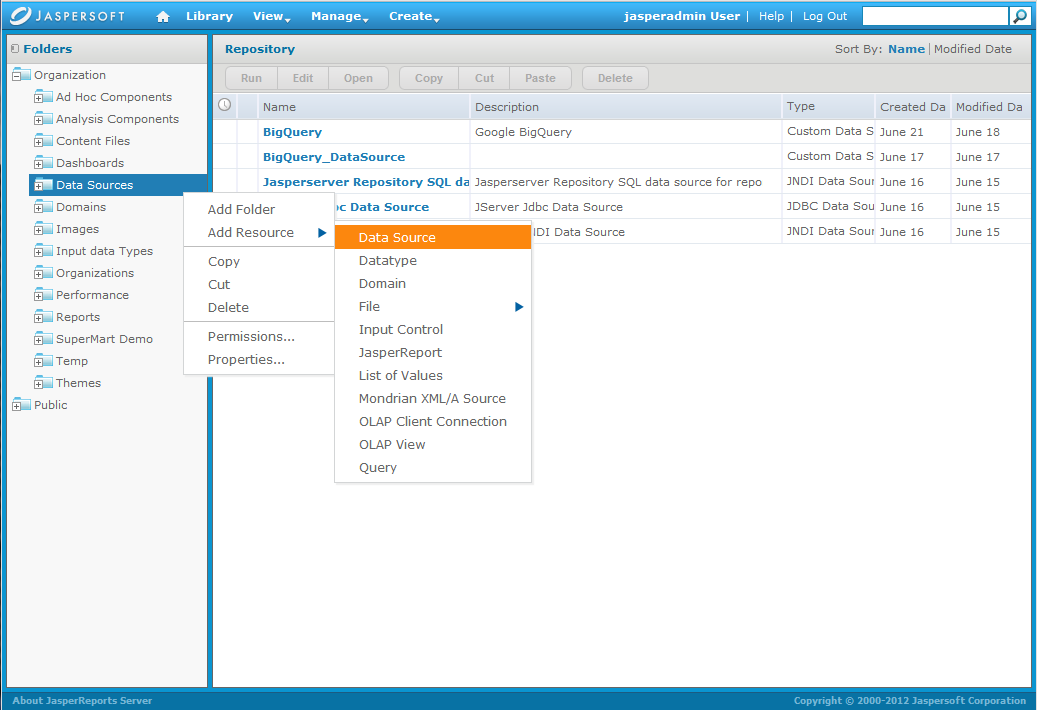 JASPERSOFT Library View Manage Create jasperadmin User | Help | Log Out
Folders
Organization
Ad Hoc Components
Analysis Components
Content Files
Dashboards
Data Sources
Domains
Images
Input data Types
Organizations
Performance
Reports
SuperMart Demo
Temp
Themes
Public
Repository Sort By: Name | Modified Date
Run Edit Open Copy Cut Paste Delete
Name Description Type Created Da Modified Da
BigQuery Google BigQuery Custom Data S June 21 June 18
BigQuery_DataSource Custom Data S June 17 June 17
Jasperserver Repository SQL da Jasperserver Repository SQL data source for repo JNDI Data Sour June 16 June 15
bc Data Source JServer Jdbc Data Source JDBC Data Sou June 16 June 15
NDI Data Source JNDI Data Sour June 16 June 15
Add Folder
Add Resource
Copy
Cut
Delete
Permissions...
Properties...
Data Source
Datatype
Domain
File
Input Control
JasperReport
List of Values
Mondrian XML/A Source
OLAP Client Connection
OLAP View
Query
About JasperReports Server Copyright © 2000-2012 Jaspersoft Corporation